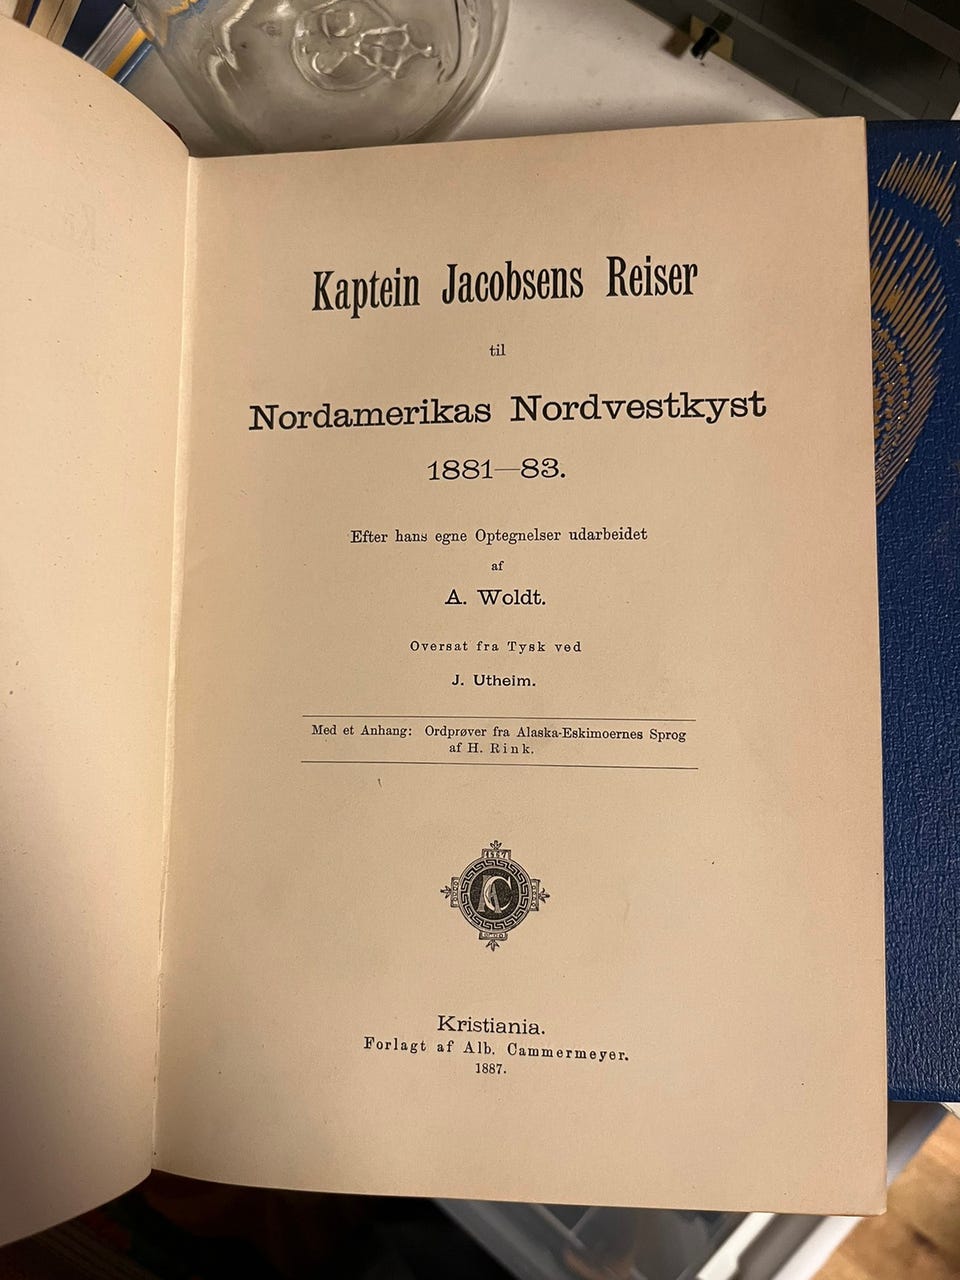 Kaptein Jacobsens Reiser
til
Nordamerikas Nordvestkyst
1881—83.
Efter hans egne Optegnelser udarbeidet
af
A. Woldt.
Oversat fra Tysk ved
J. Utheim.
Med et Anhang: Ordprøver fra Alaska-Eskimoernes Sprog
af H. Rink.
AC
Kristiania.
Forlagt af Alb. Cammermeyer.
1887.